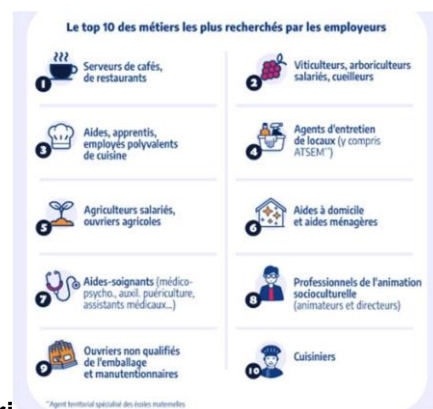 Le top 10 des métiers les plus recherchés par les employeurs
1
Serveurs de cafés,
de restaurants
2
Viticulteurs, arboriculteurs
salariés, cueilleurs
3
Aides, apprentis,
employés polyvalents
de cuisine
4
Agents d'entretien
de locaux (y compris
ATSEM*)
5
Agriculteurs salariés,
ouvriers agricoles
6
Aides à domicile
et aides ménagères
7
Aides-soignants (médico-
psycho., auxil. puériculture,
assistants médicaux...)
8
Professionnels de l'animation
socioculturelle
(animateurs et directeurs)
9
Ouvriers non qualifiés
de l'emballage
et manutentionnaires
10
Cuisiniers
*Agent territorial spécialisé des écoles maternelles